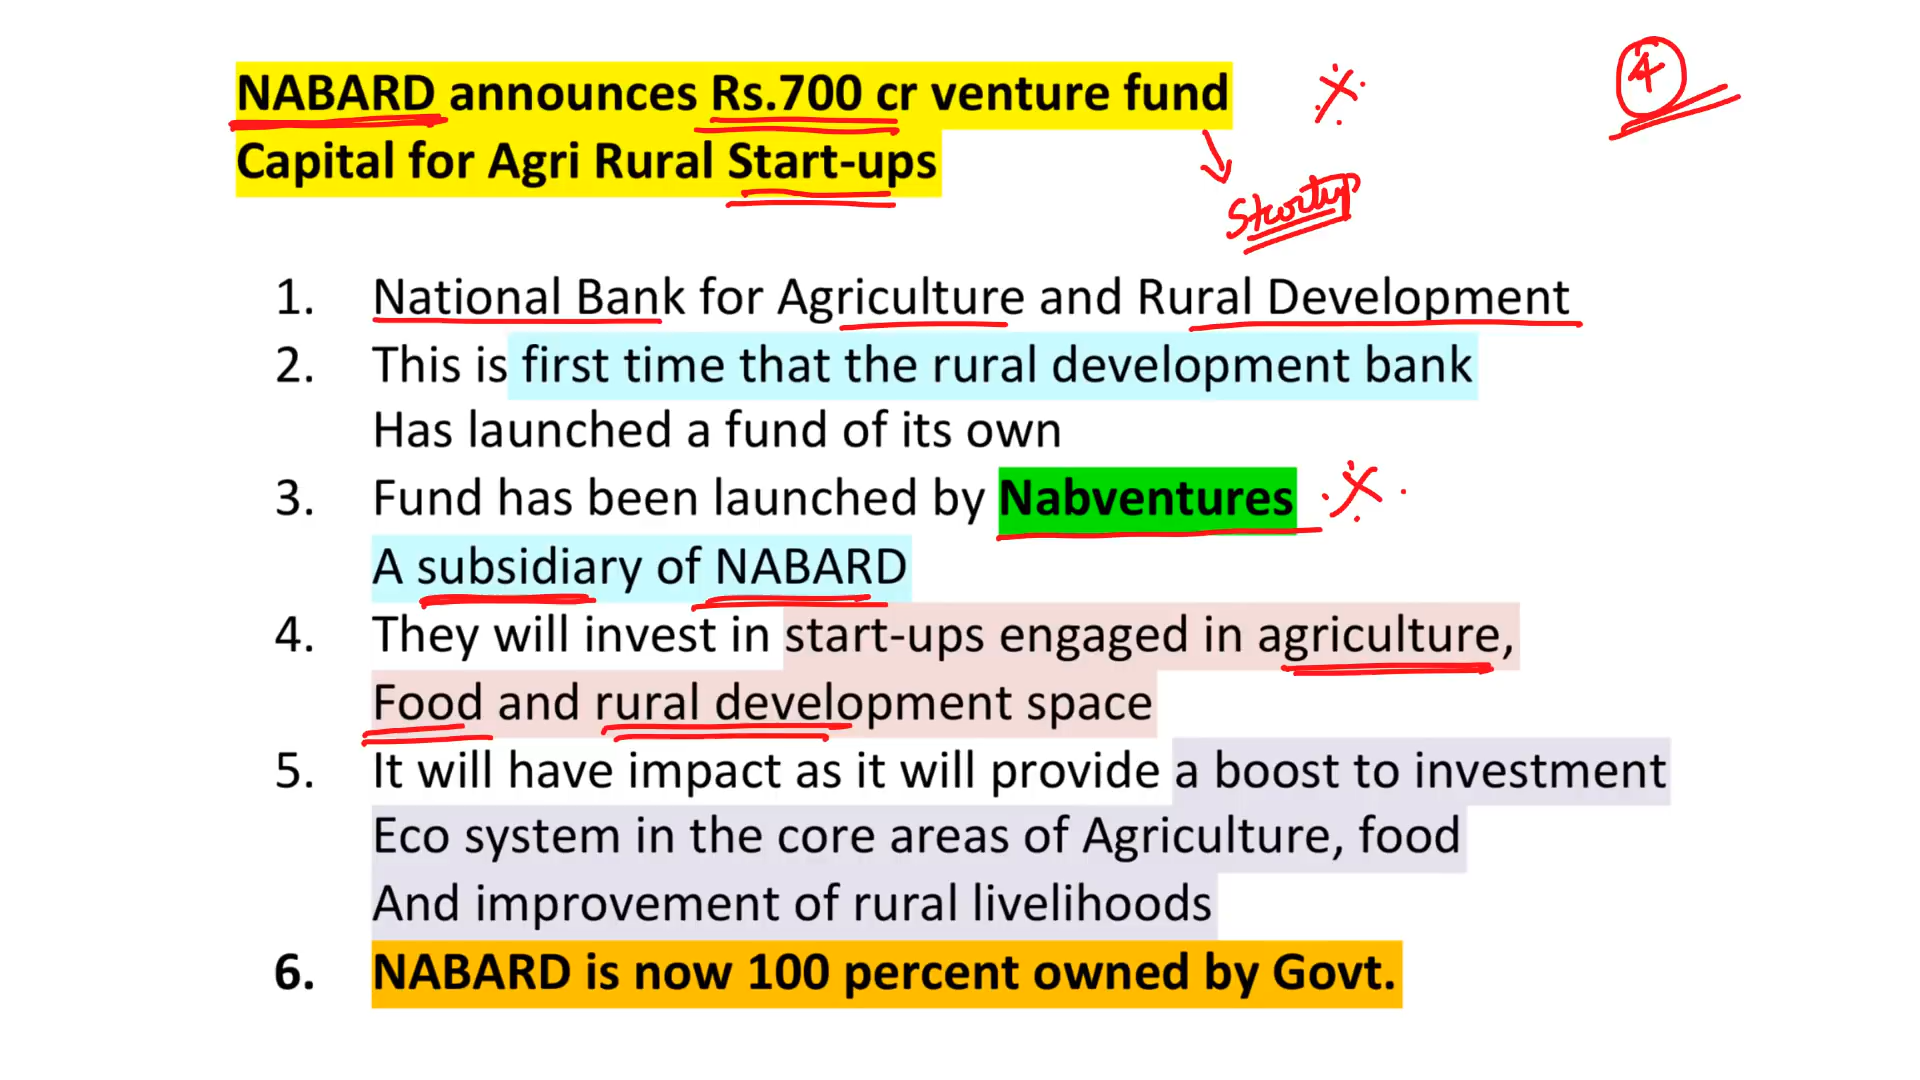 NABARD announces Rs.700 cr venture fund
Capital for Agri Rural Start-ups
4
Startup
1. National Bank for Agriculture and Rural Development
2. This is first time that the rural development bank
Has launched a fund of its own
3. Fund has been launched by Nabventures
A subsidiary of NABARD
4. They will invest in start-ups engaged in agriculture,
Food and rural development space
5. It will have impact as it will provide a boost to investment
Eco system in the core areas of Agriculture, food
And improvement of rural livelihoods
6. NABARD is now 100 percent owned by Govt.